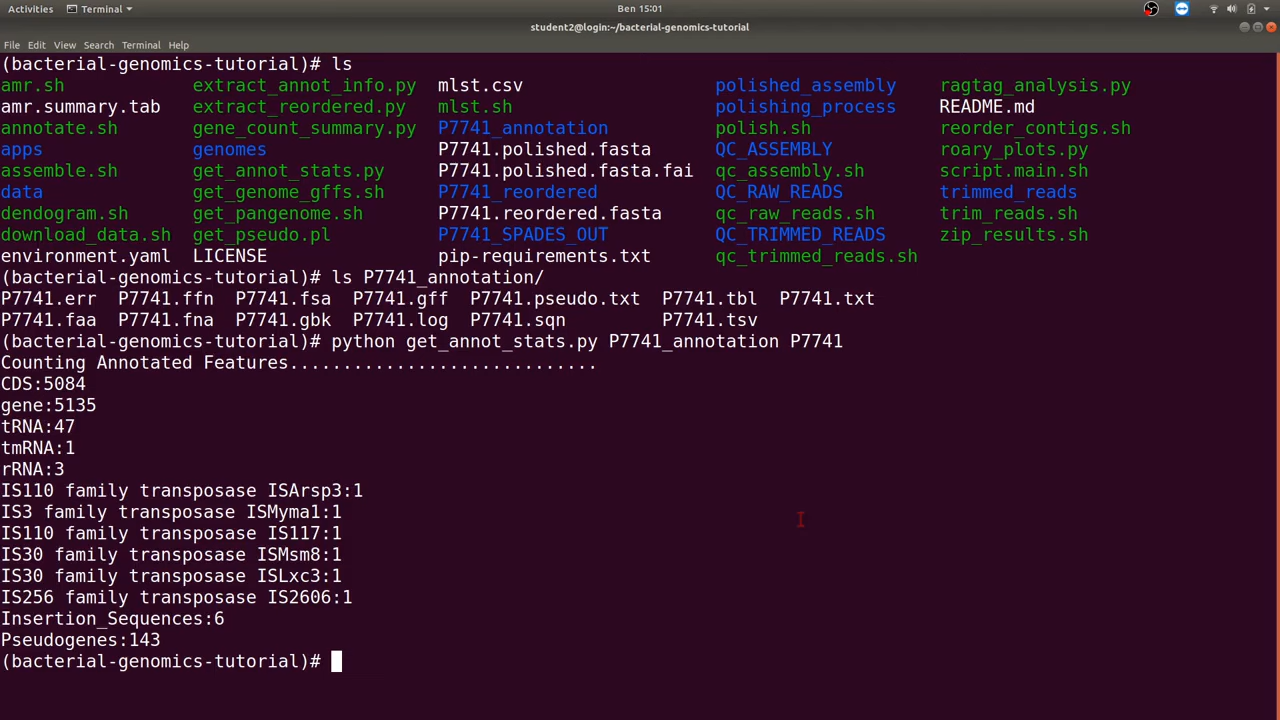 Activities Terminal Ben 15:01
student2@login:~/bacterial-genomics-tutorial
File Edit View Search Terminal Help
(bacterial-genomics-tutorial)# ls
amr.sh extract_annot_info.py mlst.csv polished_assembly ragtag_analysis.py
amr.summary.tab extract_reordered.py mlst.sh polishing_process README.md
annotate.sh gene_count_summary.py P7741_annotation polish.sh reorder_contigs.sh
apps genomes P7741.polished.fasta QC_ASSEMBLY roary_plots.py
assemble.sh get_annot_stats.py P7741.polished.fasta.fai qc_assembly.sh script.main.sh
data get_genome_gffs.sh P7741_reordered QC_RAW_READS trimmed_reads
dendogram.sh get_pangenome.sh P7741.reordered.fasta qc_raw_reads.sh trim_reads.sh
download_data.sh get_pseudo.pl P7741_SPADES_OUT QC_TRIMMED_READS zip_results.sh
environment.yaml LICENSE pip-requirements.txt qc_trimmed_reads.sh
(bacterial-genomics-tutorial)# ls P7741_annotation/
P7741.err P7741.ffn P7741.fsa P7741.gff P7741.pseudo.txt P7741.tbl P7741.txt
P7741.faa P7741.fna P7741.gbk P7741.log P7741.sqn P7741.tsv
(bacterial-genomics-tutorial)# python get_annot_stats.py P7741_annotation P7741
Counting Annotated Features.............................
CDS:5084
gene:5135
tRNA:47
tmRNA:1
rRNA:3
IS110 family transposase ISArsp3:1
IS3 family transposase ISMyma1:1
IS110 family transposase IS117:1
IS30 family transposase ISMsm8:1
IS30 family transposase ISLxc3:1
IS256 family transposase IS2606:1
Insertion_Sequences:6
Pseudogenes:143
(bacterial-genomics-tutorial)#